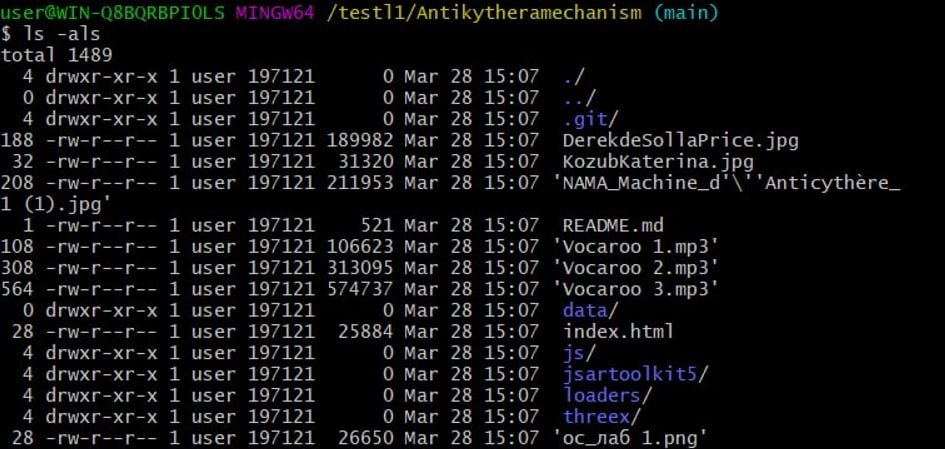 user@WIN-Q8BQRBPIOLS MINGW64 /testl1/Antikytheramechanism (main)
$ ls -als
total 1489
4 drwxr-xr-x 1 user 197121 0 Mar 28 15:07 ./
0 drwxr-xr-x 1 user 197121 0 Mar 28 15:07 ../
4 drwxr-xr-x 1 user 197121 0 Mar 28 15:07 .git/
188 -rw-r--r-- 1 user 197121 189982 Mar 28 15:07 DerekdeSollaPrice.jpg
32 -rw-r--r-- 1 user 197121 31320 Mar 28 15:07 KozubKaterina.jpg
208 -rw-r--r-- 1 user 197121 211953 Mar 28 15:07 'NAMA_Machine_d'\''Anticythère_
1 (1).jpg'
1 -rw-r--r-- 1 user 197121 521 Mar 28 15:07 README.md
108 -rw-r--r-- 1 user 197121 106623 Mar 28 15:07 'Vocaroo 1.mp3'
308 -rw-r--r-- 1 user 197121 313095 Mar 28 15:07 'Vocaroo 2.mp3'
564 -rw-r--r-- 1 user 197121 574737 Mar 28 15:07 'Vocaroo 3.mp3'
0 drwxr-xr-x 1 user 197121 0 Mar 28 15:07 data/
28 -rw-r--r-- 1 user 197121 25884 Mar 28 15:07 index.html
4 drwxr-xr-x 1 user 197121 0 Mar 28 15:07 js/
4 drwxr-xr-x 1 user 197121 0 Mar 28 15:07 jsartoolkit5/
4 drwxr-xr-x 1 user 197121 0 Mar 28 15:07 loaders/
4 drwxr-xr-x 1 user 197121 0 Mar 28 15:07 threex/
28 -rw-r--r-- 1 user 197121 26650 Mar 28 15:07 'ос_лаб 1.png'